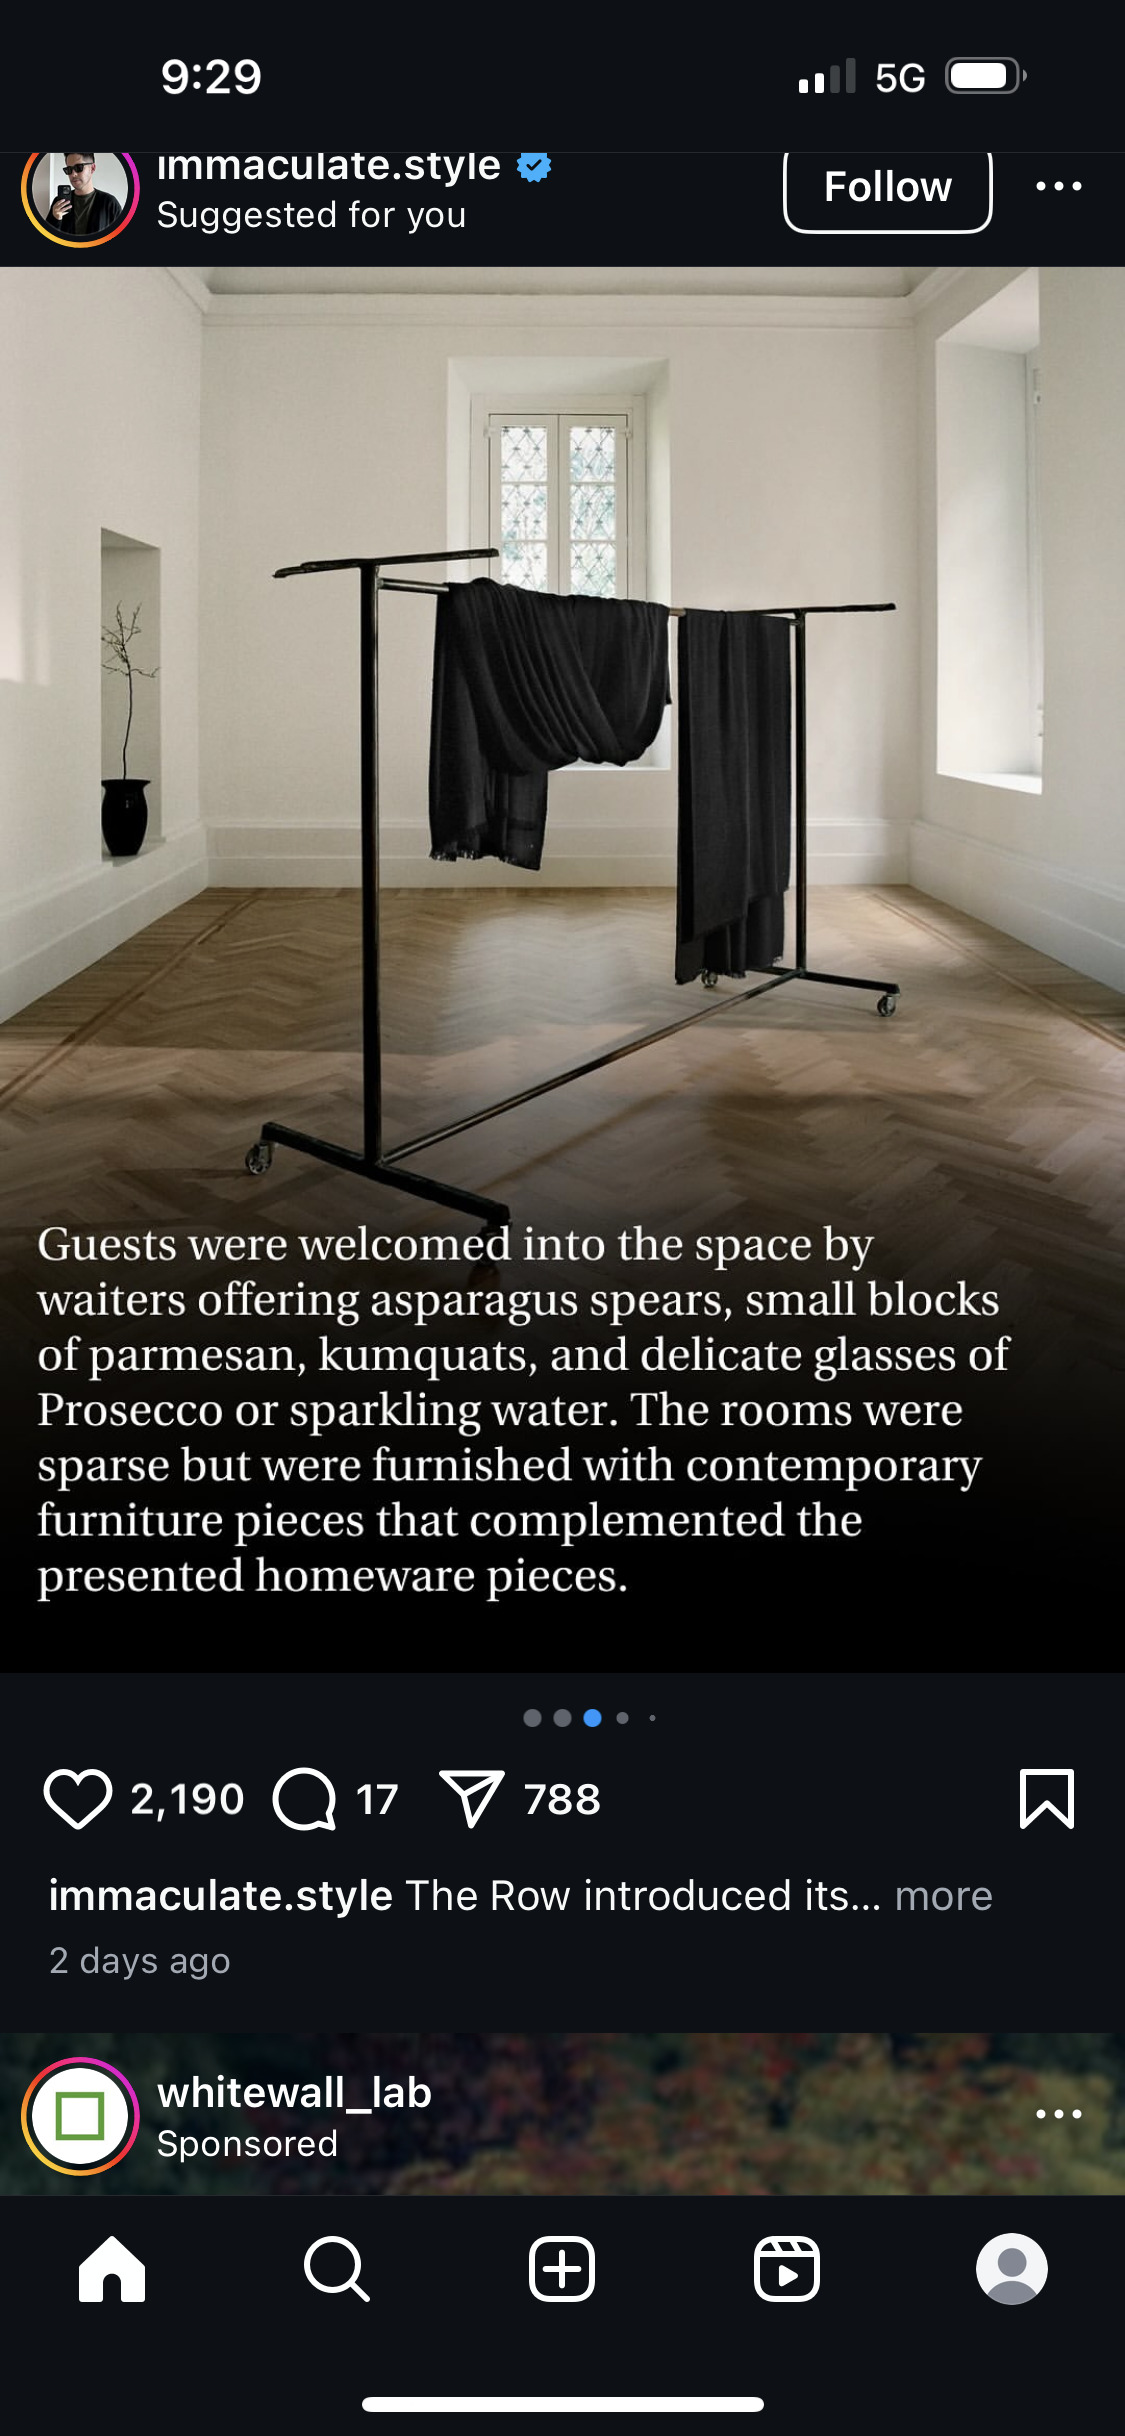 9:29
5G
immaculate.style
Suggested for you
Follow
Guests were welcomed into the space by
waiters offering asparagus spears, small blocks
of parmesan, kumquats, and delicate glasses of
Prosecco or sparkling water. The rooms were
sparse but were furnished with contemporary
furniture pieces that complemented the
presented homeware pieces.
2,190 17 788
immaculate.style The Row introduced its... more
2 days ago
whitewall_lab
Sponsored